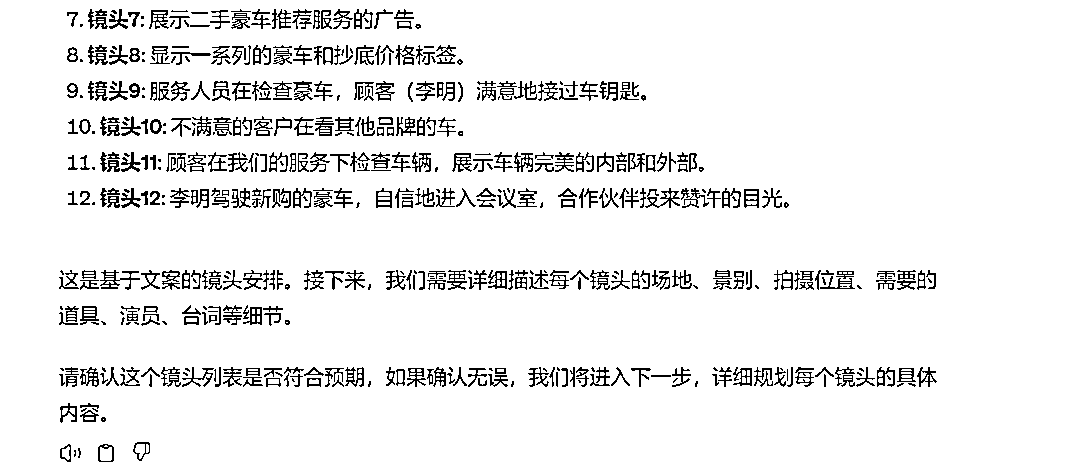 7. 镜头7: 展示二手豪车推荐服务的广告。
8. 镜头8: 显示一系列的豪车和抄底价格标签。
9. 镜头9: 服务人员在检查豪车，顾客（李明）满意地接过车钥匙。
10. 镜头10: 不满意的客户在看其他品牌的车。
11. 镜头11: 顾客在我们的服务下检查车辆，展示车辆完美的内部和外部。
12. 镜头12: 李明驾驶新购的豪车，自信地进入会议室，合作伙伴投来赞许的目光。
这是基于文案的镜头安排。接下来，我们需要详细描述每个镜头的场地、景别、拍摄位置、需要的
道具、演员、台词等细节。
请确认这个镜头列表是否符合预期，如果确认无误，我们将进入下一步，详细规划每个镜头的具体
内容。